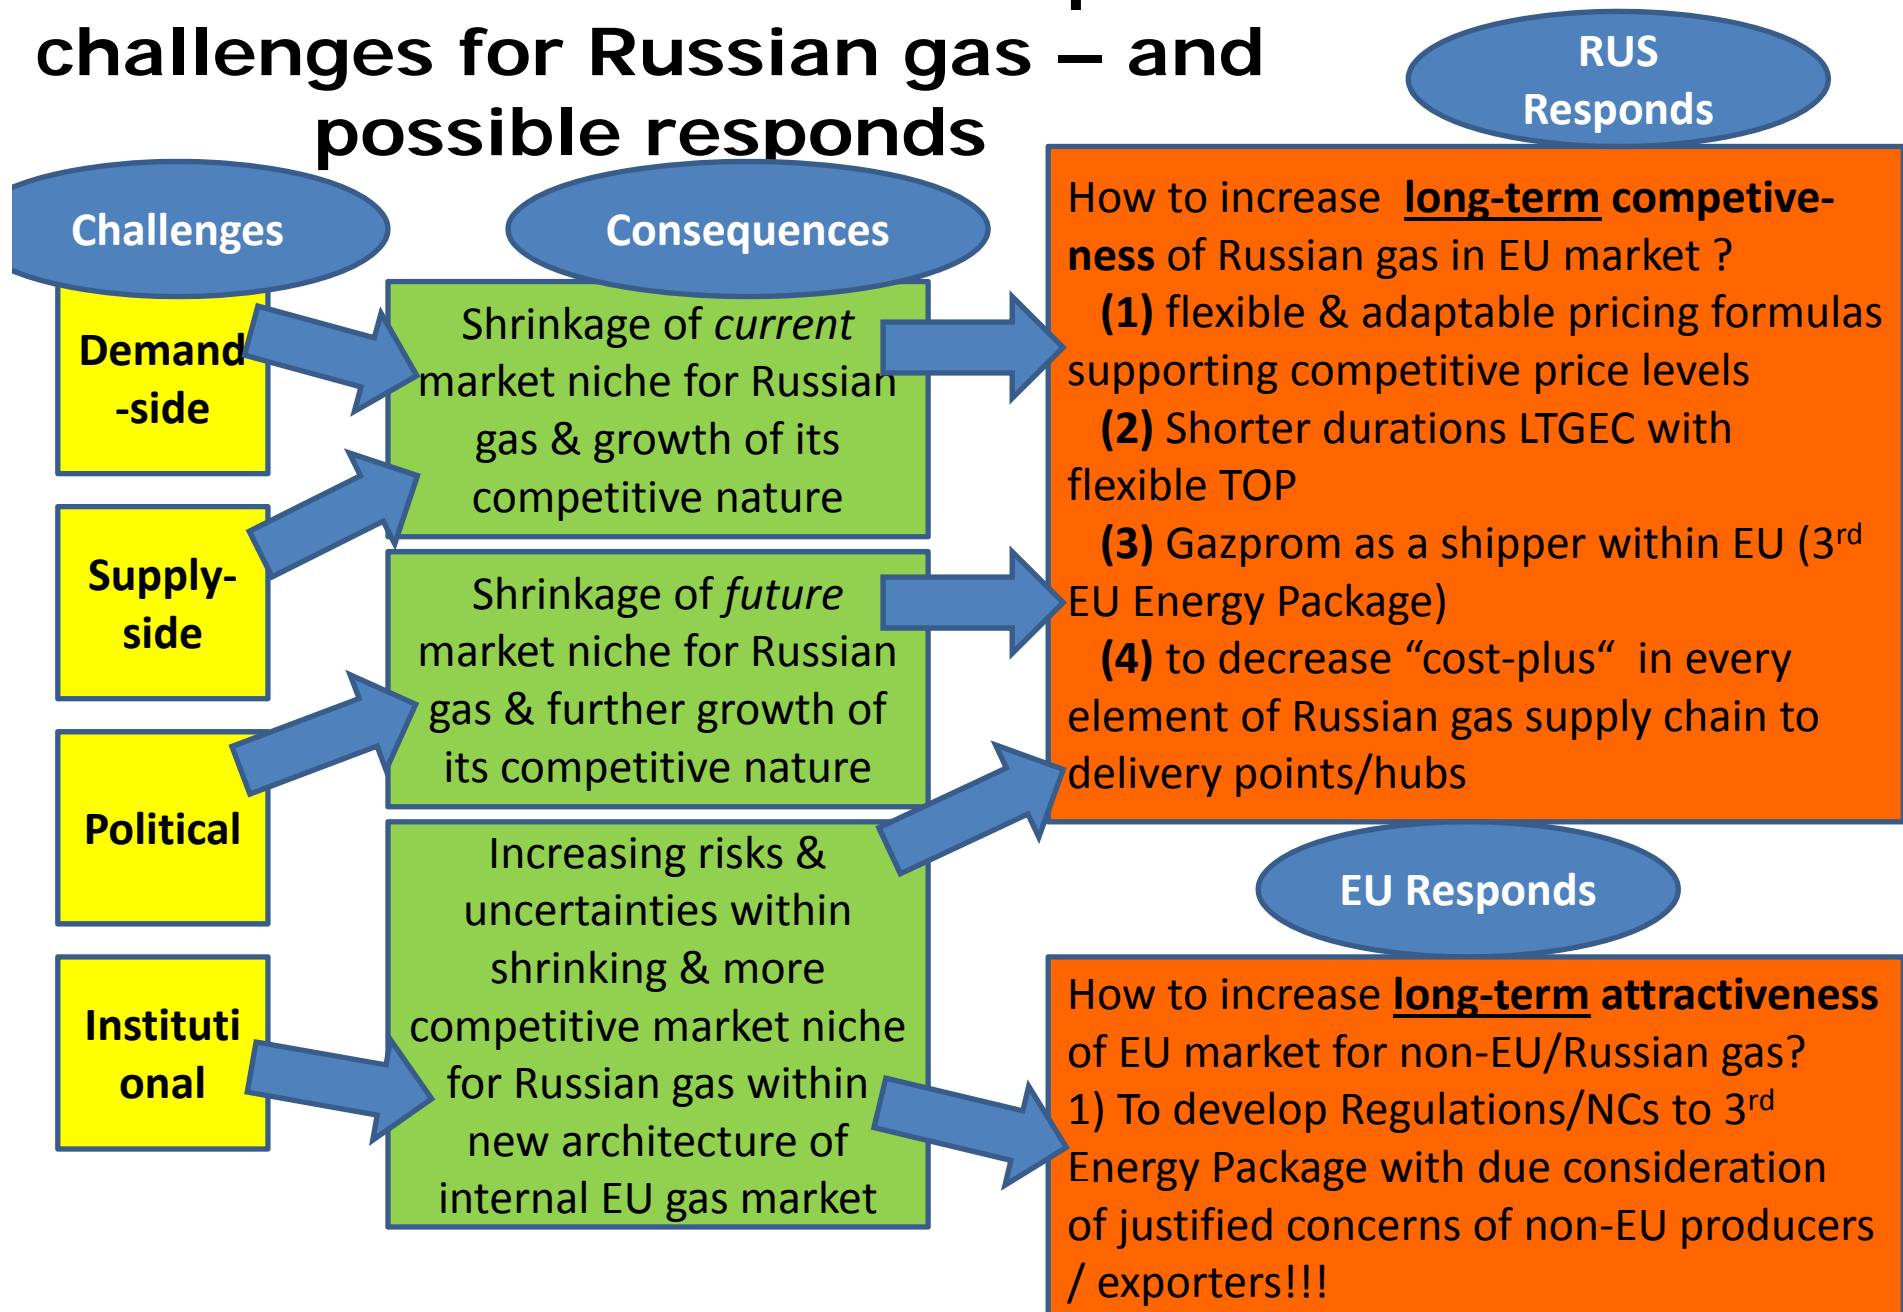 challenges for Russian gas – and
possible responds
Challenges
Demand
-side
Supply-
side
Political
Instituti
onal
Consequences
Shrinkage of current
market niche for Russian
gas & growth of its
competitive nature
Shrinkage of future
market niche for Russian
gas & further growth of
its competitive nature
Increasing risks &
uncertainties within
shrinking & more
competitive market niche
for Russian gas within
new architecture of
internal EU gas market
RUS
Responds
How to increase long-term competive-
ness of Russian gas in EU market ?
(1) flexible & adaptable pricing formulas
supporting competitive price levels
(2) Shorter durations LTGEC with
flexible TOP
(3) Gazprom as a shipper within EU (3rd
EU Energy Package)
(4) to decrease “cost-plus“ in every
element of Russian gas supply chain to
delivery points/hubs
EU Responds
How to increase long-term attractiveness
of EU market for non-EU/Russian gas?
1) To develop Regulations/NCs to 3rd
Energy Package with due consideration
of justified concerns of non-EU producers
/ exporters!!!